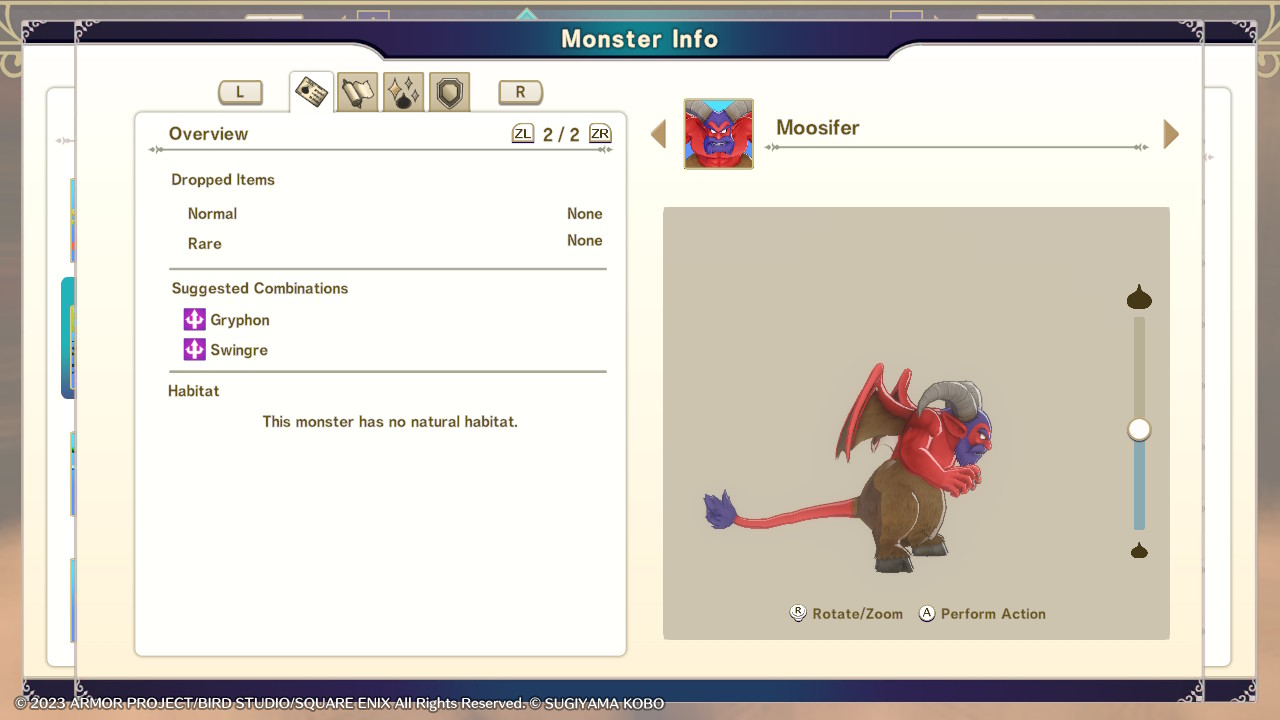 Monster Info
L
R
Overview
ZL 2 / 2 ZR
Moosifer
Dropped Items
Normal None
Rare None
Suggested Combinations
Gryphon
Swingre
Habitat
This monster has no natural habitat.
R Rotate/Zoom A Perform Action
© 2023 ARMOR PROJECT/BIRD STUDIO/SQUARE ENIX All Rights Reserved. © SUGIYAMA KOBO